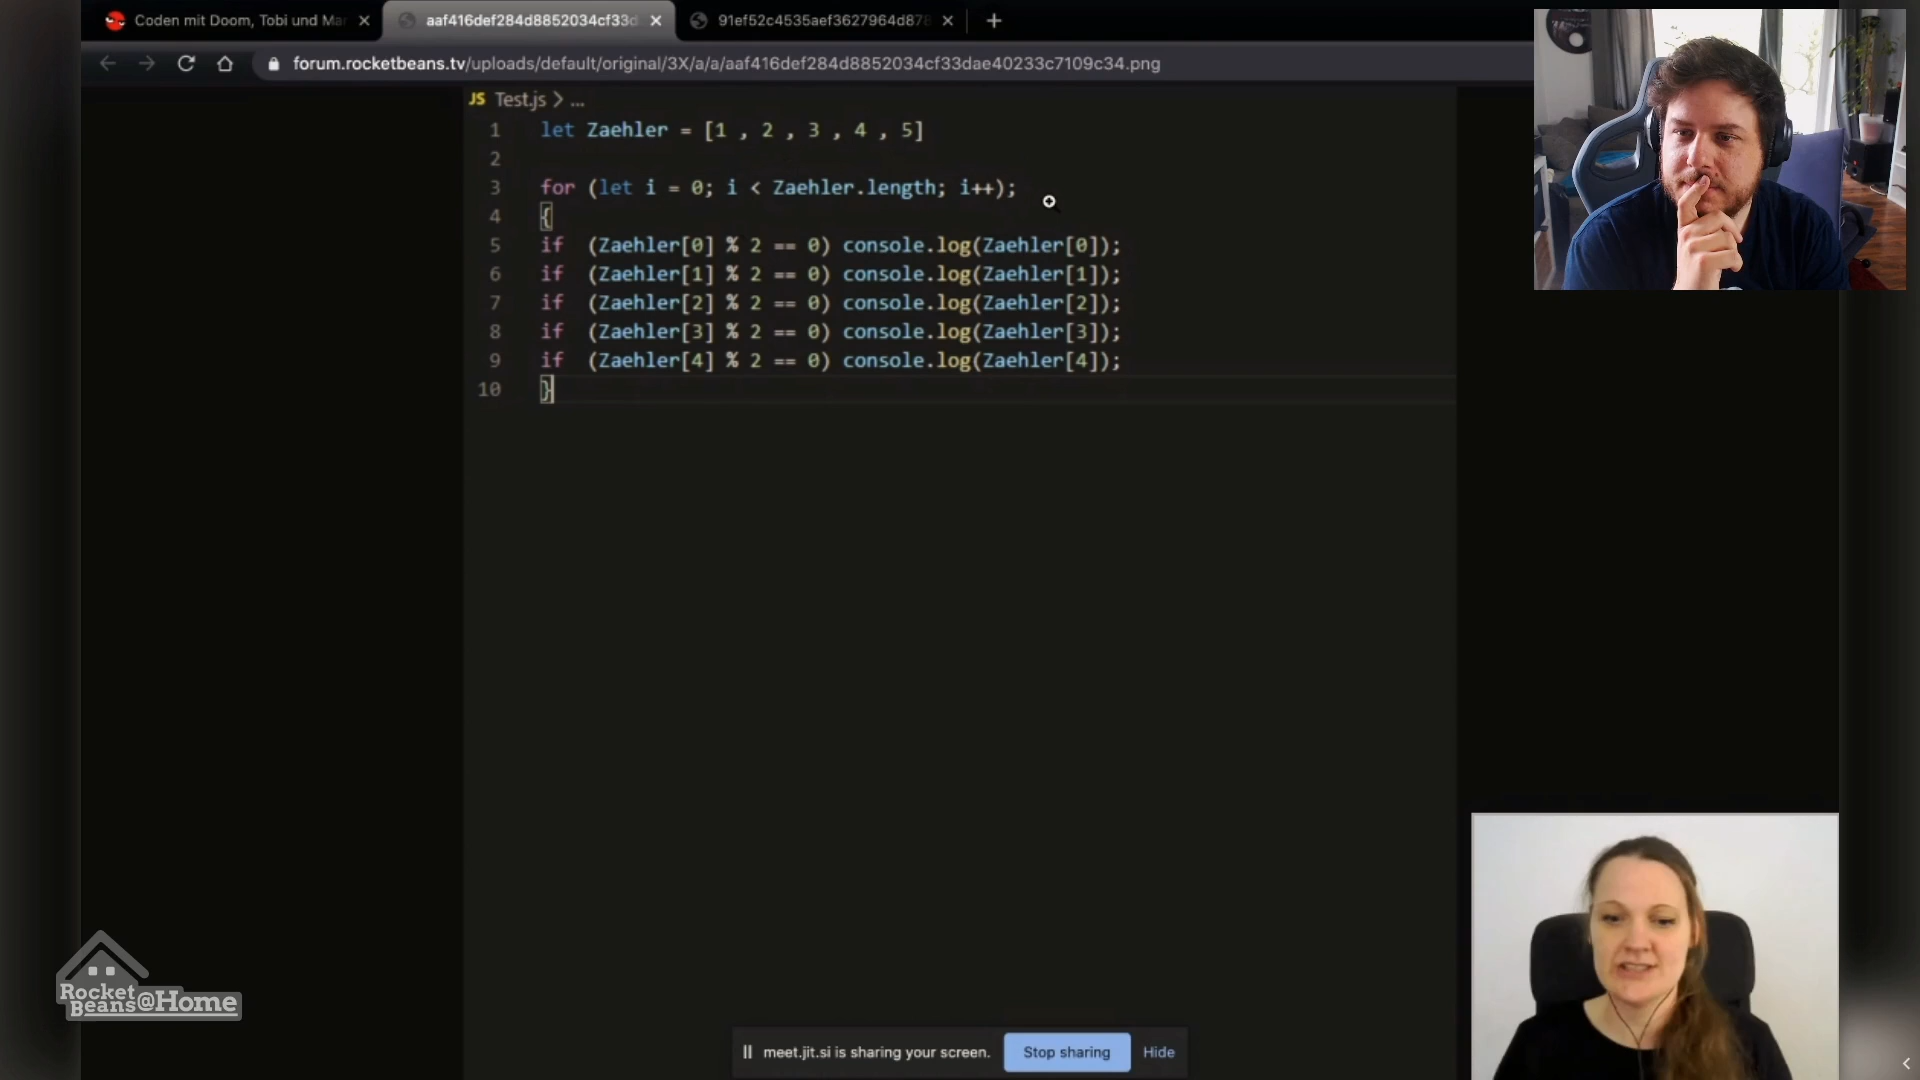 Coden mit Doom, Tobi und Mar
aaf416def284d8852034cf33d
91ef52c4535aef3627964d878
forum.rocketbeans.tv/uploads/default/original/3X/a/a/aaf416def284d8852034cf33dae40233c7109c34.png
JS Test.js > ...
1 let Zaehler = [1 , 2 , 3 , 4 , 5]
2
3 for (let i = 0; i < Zaehler.length; i++);
4 {
5 if (Zaehler[0] % 2 == 0) console.log(Zaehler[0]);
6 if (Zaehler[1] % 2 == 0) console.log(Zaehler[1]);
7 if (Zaehler[2] % 2 == 0) console.log(Zaehler[2]);
8 if (Zaehler[3] % 2 == 0) console.log(Zaehler[3]);
9 if (Zaehler[4] % 2 == 0) console.log(Zaehler[4]);
10 }
Rocket
Beans@Home
meet.jit.si is sharing your screen. Stop sharing Hide